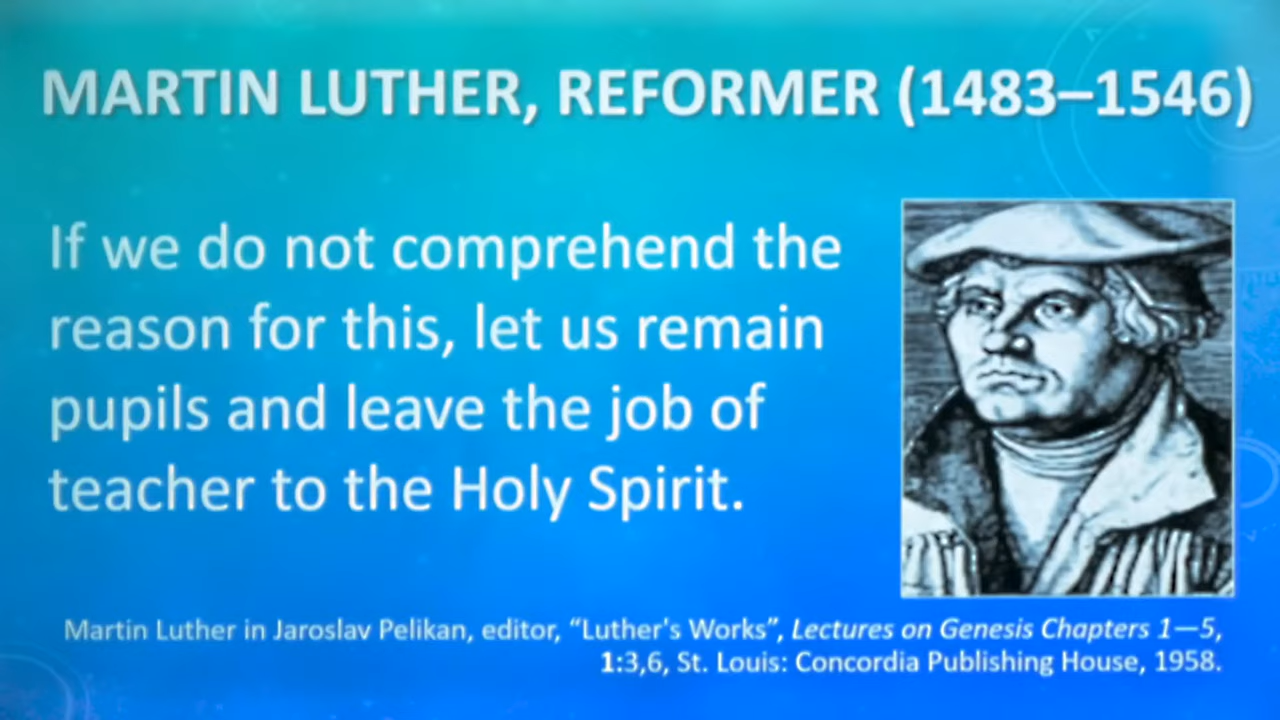 MARTIN LUTHER, REFORMER (1483–1546)
If we do not comprehend the
reason for this, let us remain
pupils and leave the job of
teacher to the Holy Spirit.
Martin Luther in Jaroslav Pelikan, editor, “Luther's Works”, Lectures on Genesis Chapters 1—5,
1:3,6, St. Louis: Concordia Publishing House, 1958.